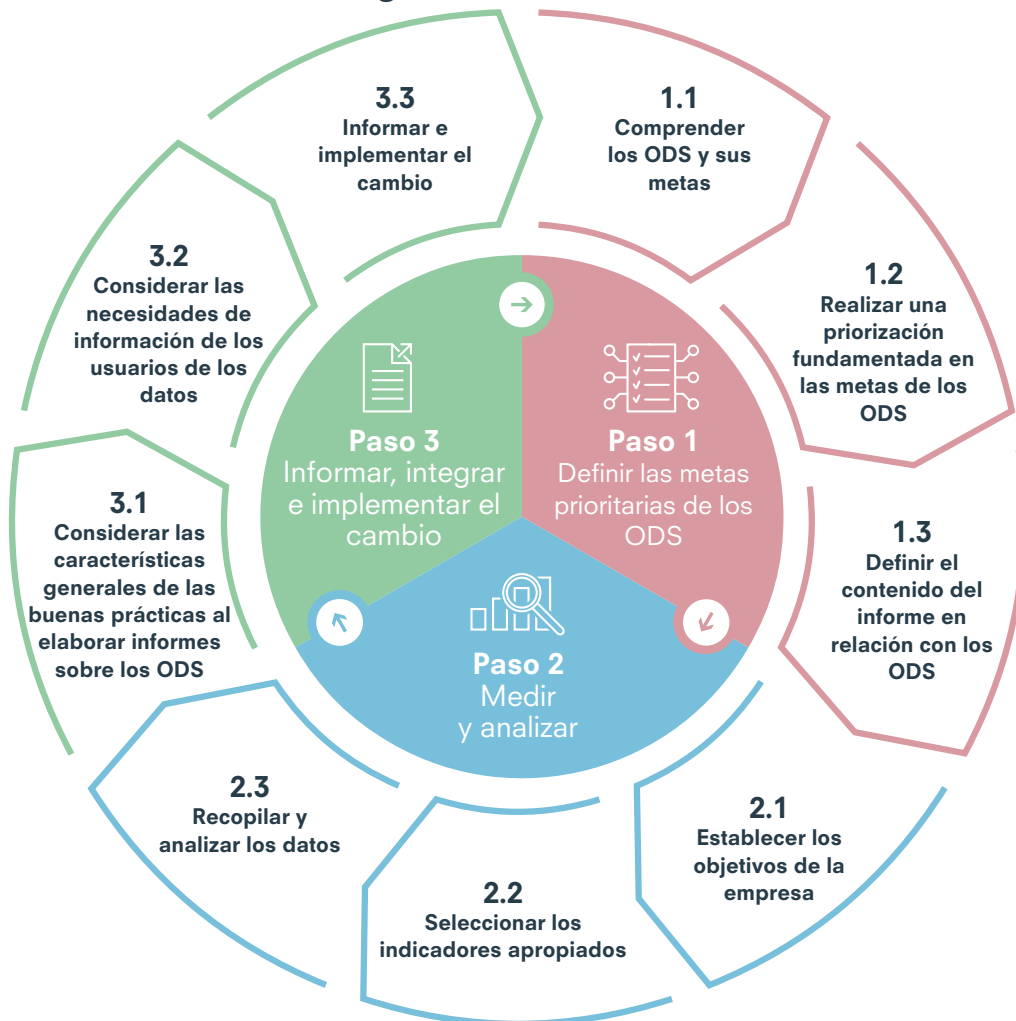 3.3
Informar e
implementar el
cambio
1.1
Comprender
los ODS y sus
metas
1.2
Realizar una
priorización
fundamentada en
las metas de los
ODS
1.3
Definir el
contenido del
informe en
relación con los
ODS
2.1
Establecer los
objetivos de la
empresa
2.2
Seleccionar los
indicadores apropiados
2.3
Recopilar y
analizar los datos
3.1
Considerar las
características
generales de las
buenas prácticas al
elaborar informes
sobre los ODS
3.2
Considerar las
necesidades de
información de los
usuarios de los
datos
Paso 1
Definir las metas
prioritarias de los
ODS
Paso 2
Medir
y analizar
Paso 3
Informar, integrar
e implementar el
cambio